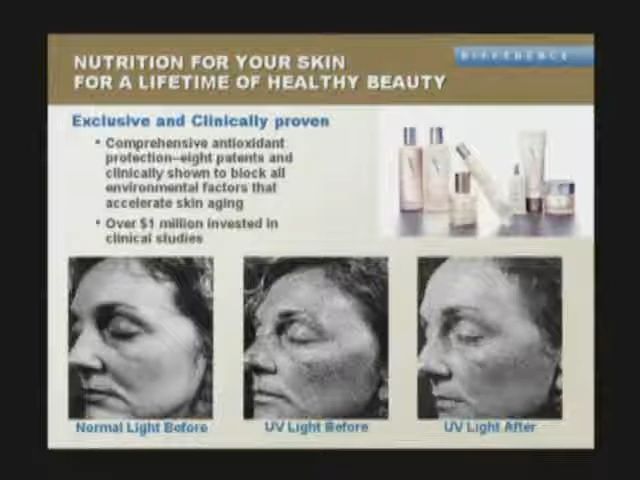 DIFFERENCE
NUTRITION FOR YOUR SKIN
FOR A LIFETIME OF HEALTHY BEAUTY
Exclusive and Clinically proven
• Comprehensive antioxidant
protection–eight patents and
clinically shown to block all
environmental factors that
accelerate skin aging
• Over $1 million invested in
clinical studies
Normal Light Before
UV Light Before
UV Light After